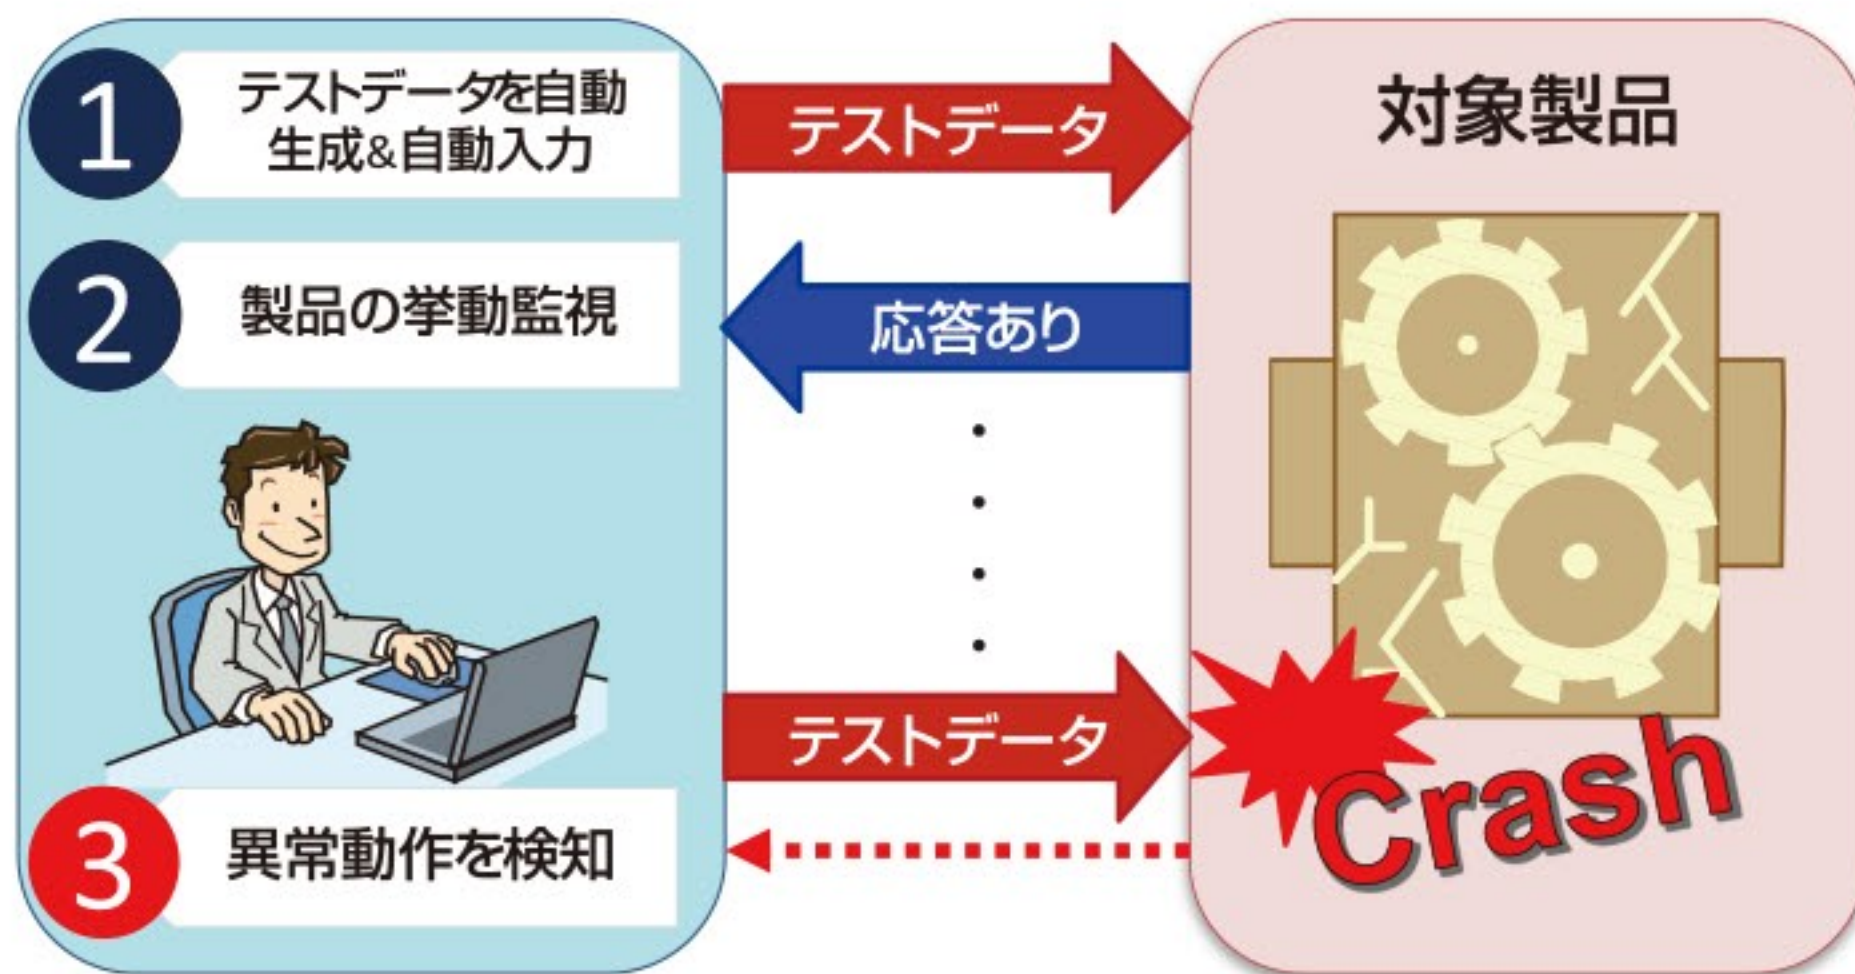 1
テストデータを自動
生成&自動入力
テストデータ
対象製品
2
製品の挙動監視
応答あり
テストデータ
Crash
3
異常動作を検知